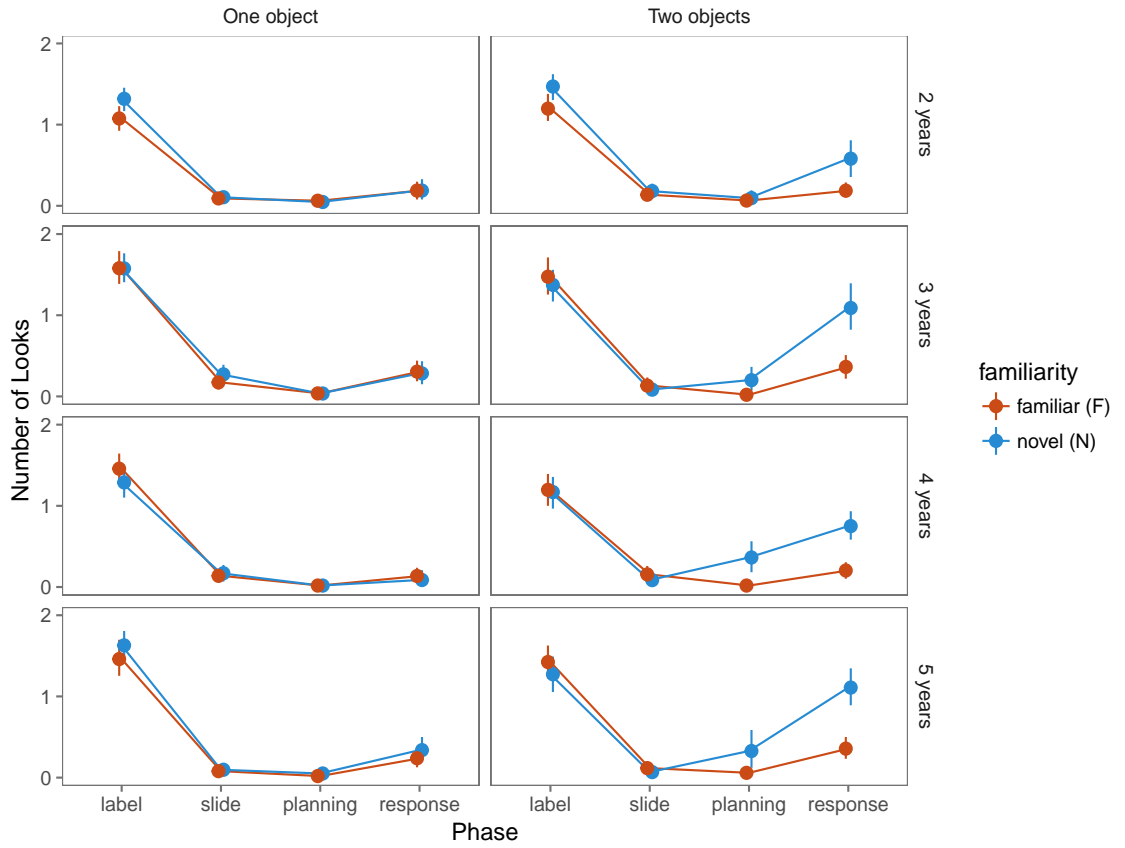 One object
Two objects
2
1
0
2 years
2
1
0
3 years
2
1
0
4 years
2
1
0
5 years
Number of Looks
label
slide
planning
response
label
slide
planning
response
Phase
familiarity
familiar (F)
novel (N)